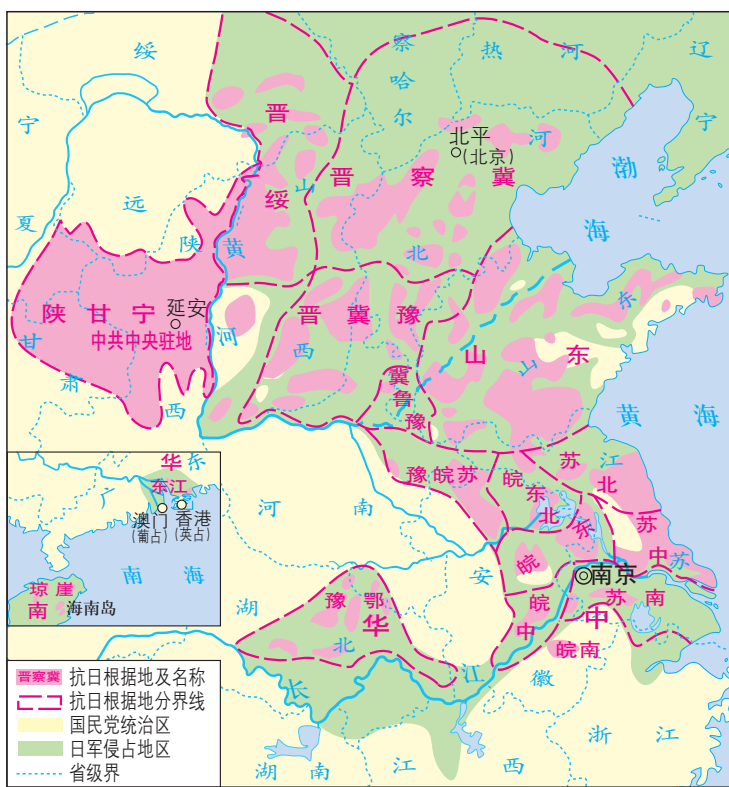 绥
察哈尔
热河
辽宁
宁夏
晋绥
晋察冀
北平
(北京)
河北
渤海
远
陕西
黄河
山西
陕甘宁
延安
中共中央驻地
甘肃
晋冀豫
冀鲁豫
山东
山东
黄海
河南
豫皖苏
皖东北
苏北
江苏
苏中
皖东
南京
苏南
华中
皖中
皖南
安徽
豫鄂
湖北
长江
浙江
湖南
江西
广东
华南
东江
澳门
(葡占)
香港
(英占)
南海
琼崖
海南岛
晋察冀 抗日根据地及名称
抗日根据地分界线
国民党统治区
日军侵占地区
省级界